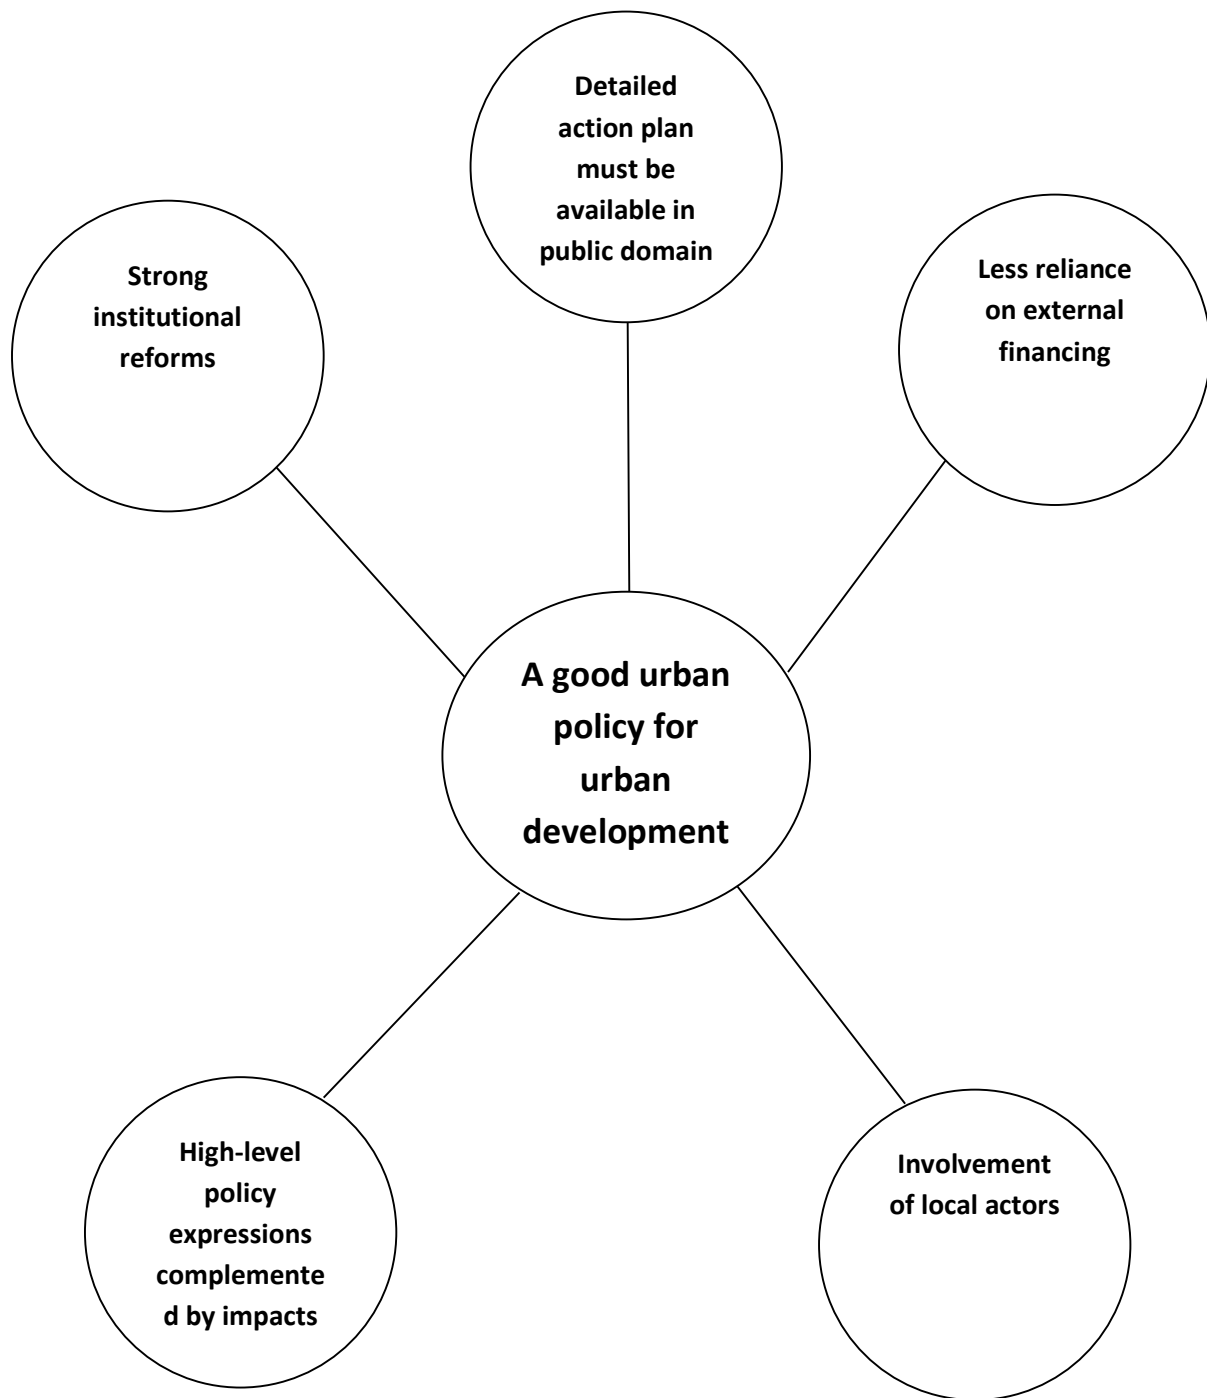 Detailed
action plan
must be
available in
public domain
Strong
institutional
reforms
Less reliance
on external
financing
A good urban
policy for
urban
development
High-level
policy
expressions
complemente
d by impacts
Involvement
of local actors